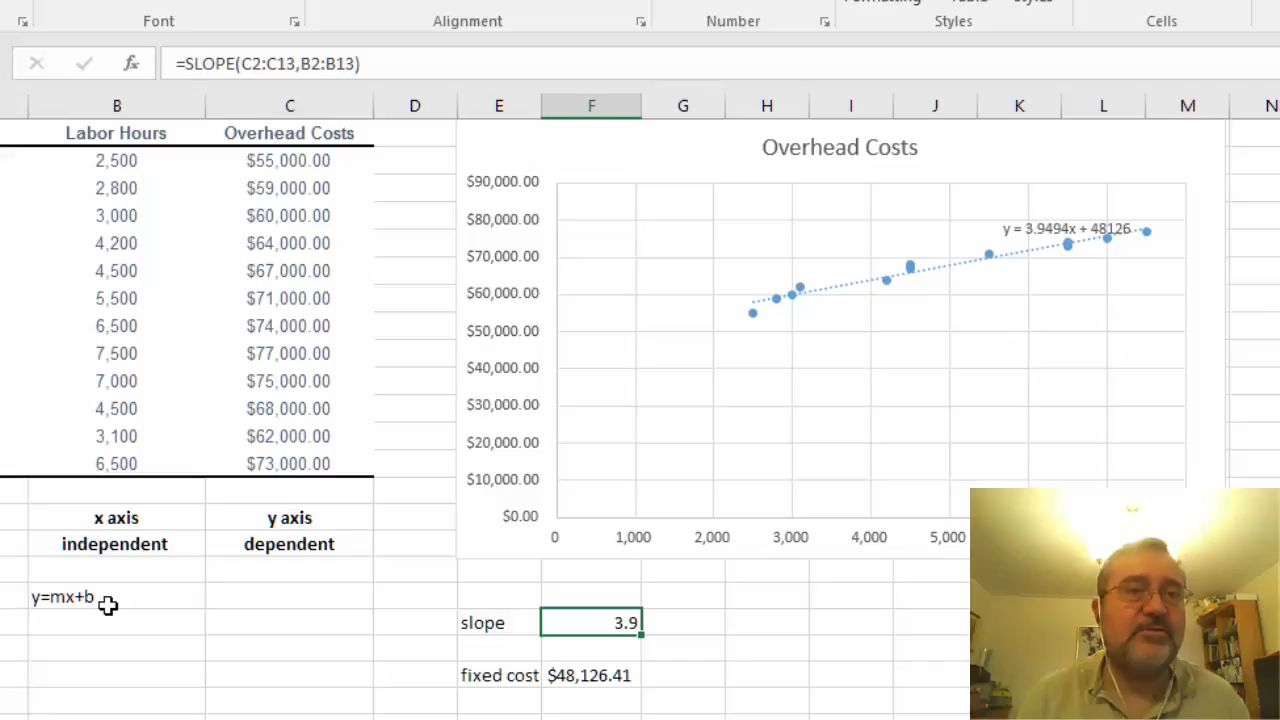 Font Alignment Number Styles Cells
fx =SLOPE(C2:C13,B2:B13)
B C D E F G H I J K L M N
Labor Hours Overhead Costs
2,500 $55,000.00
2,800 $59,000.00
3,000 $60,000.00
4,200 $64,000.00
4,500 $67,000.00
5,500 $71,000.00
6,500 $74,000.00
7,500 $77,000.00
7,000 $75,000.00
4,500 $68,000.00
3,100 $62,000.00
6,500 $73,000.00
x axis y axis
independent dependent
y=mx+b
Overhead Costs
$90,000.00
$80,000.00
y = 3.9494x + 48126
$70,000.00
$60,000.00
$50,000.00
$40,000.00
$30,000.00
$20,000.00
$10,000.00
$0.00
0 1,000 2,000 3,000 4,000 5,000
slope 3.9
fixed cost $48,126.41